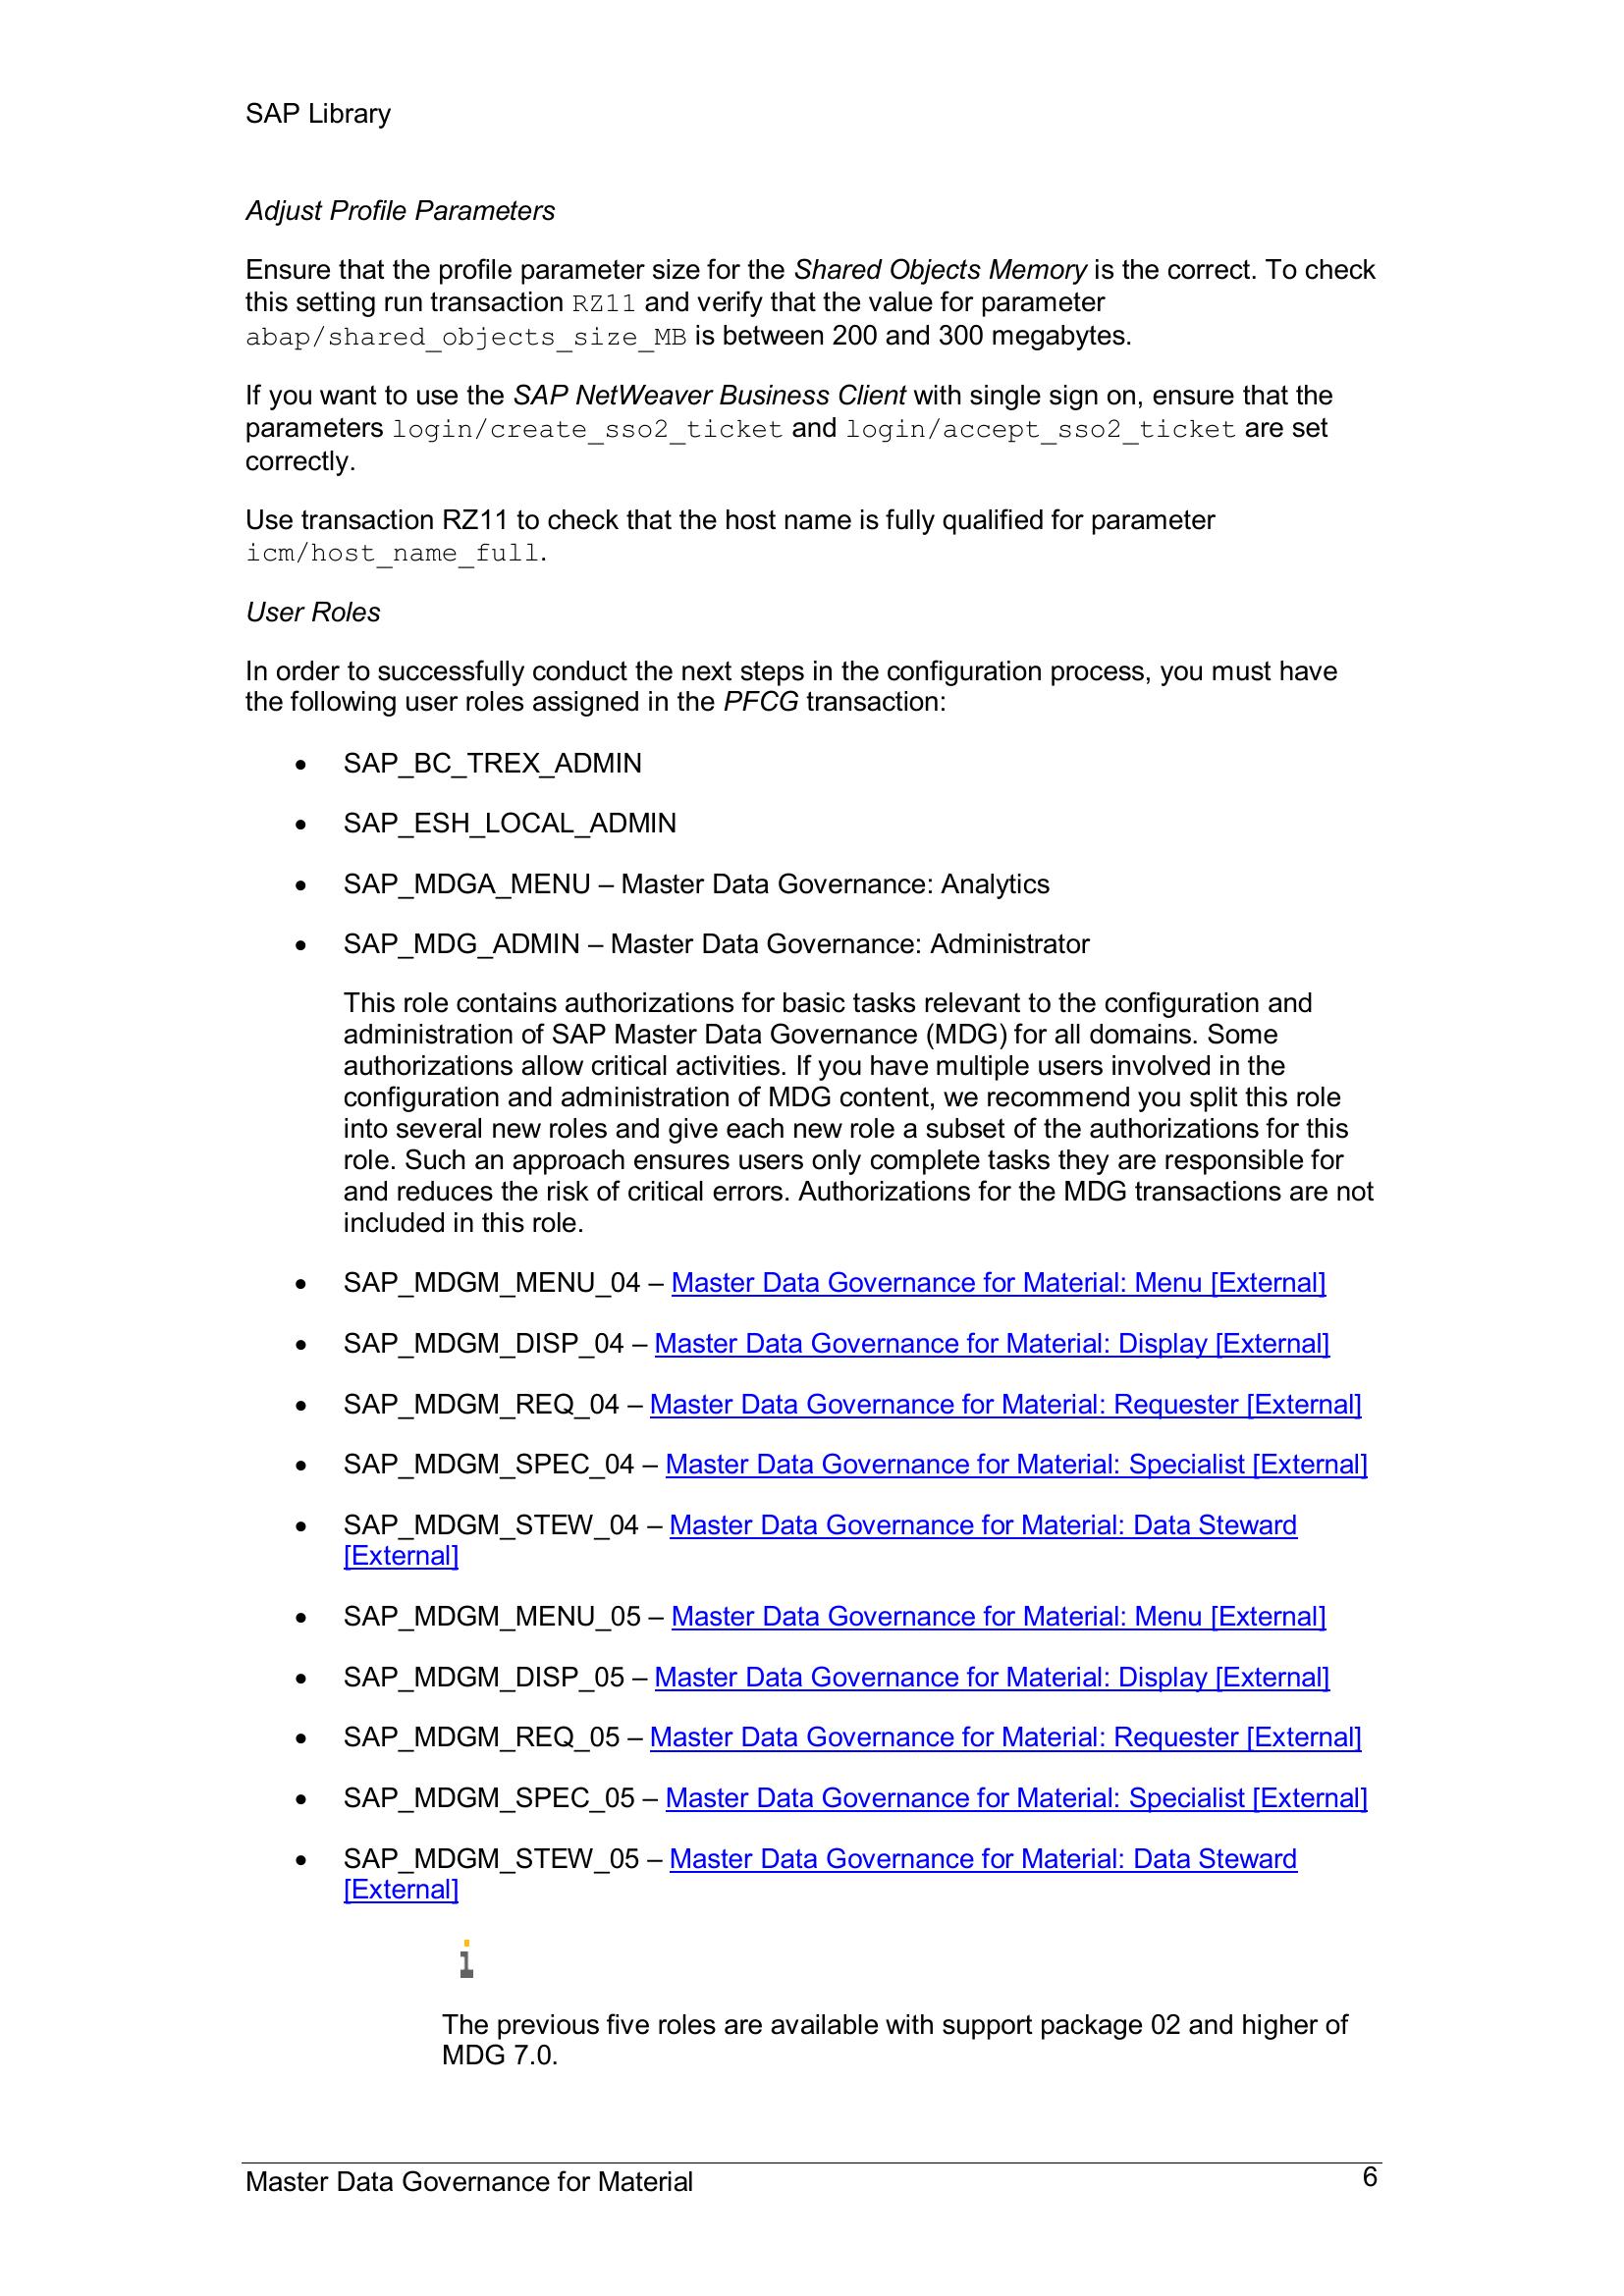 SAP Library
Adjust Profile Parameters
Ensure that the profile parameter size for the Shared Objects Memory is the correct. To check
this setting run transaction RZ11 and verify that the value for parameter
abap/shared_objects_size_MB is between 200 and 300 megabytes.
If you want to use the SAP NetWeaver Business Client with single sign on, ensure that the
parameters login/create_sso2_ticket and login/accept_sso2_ticket are set
correctly.
Use transaction RZ11 to check that the host name is fully qualified for parameter
icm/host_name_full.
User Roles
In order to successfully conduct the next steps in the configuration process, you must have
the following user roles assigned in the PFCG transaction:
• SAP_BC_TREX_ADMIN
• SAP_ESH_LOCAL_ADMIN
• SAP_MDGA_MENU – Master Data Governance: Analytics
• SAP_MDG_ADMIN – Master Data Governance: Administrator
This role contains authorizations for basic tasks relevant to the configuration and
administration of SAP Master Data Governance (MDG) for all domains. Some
authorizations allow critical activities. If you have multiple users involved in the
configuration and administration of MDG content, we recommend you split this role
into several new roles and give each new role a subset of the authorizations for this
role. Such an approach ensures users only complete tasks they are responsible for
and reduces the risk of critical errors. Authorizations for the MDG transactions are not
included in this role.
• SAP_MDGM_MENU_04 – Master Data Governance for Material: Menu [External]
• SAP_MDGM_DISP_04 – Master Data Governance for Material: Display [External]
• SAP_MDGM_REQ_04 – Master Data Governance for Material: Requester [External]
• SAP_MDGM_SPEC_04 – Master Data Governance for Material: Specialist [External]
• SAP_MDGM_STEW_04 – Master Data Governance for Material: Data Steward
[External]
• SAP_MDGM_MENU_05 – Master Data Governance for Material: Menu [External]
• SAP_MDGM_DISP_05 – Master Data Governance for Material: Display [External]
• SAP_MDGM_REQ_05 – Master Data Governance for Material: Requester [External]
• SAP_MDGM_SPEC_05 – Master Data Governance for Material: Specialist [External]
• SAP_MDGM_STEW_05 – Master Data Governance for Material: Data Steward
[External]
The previous five roles are available with support package 02 and higher of
MDG 7.0.
Master Data Governance for Material 6